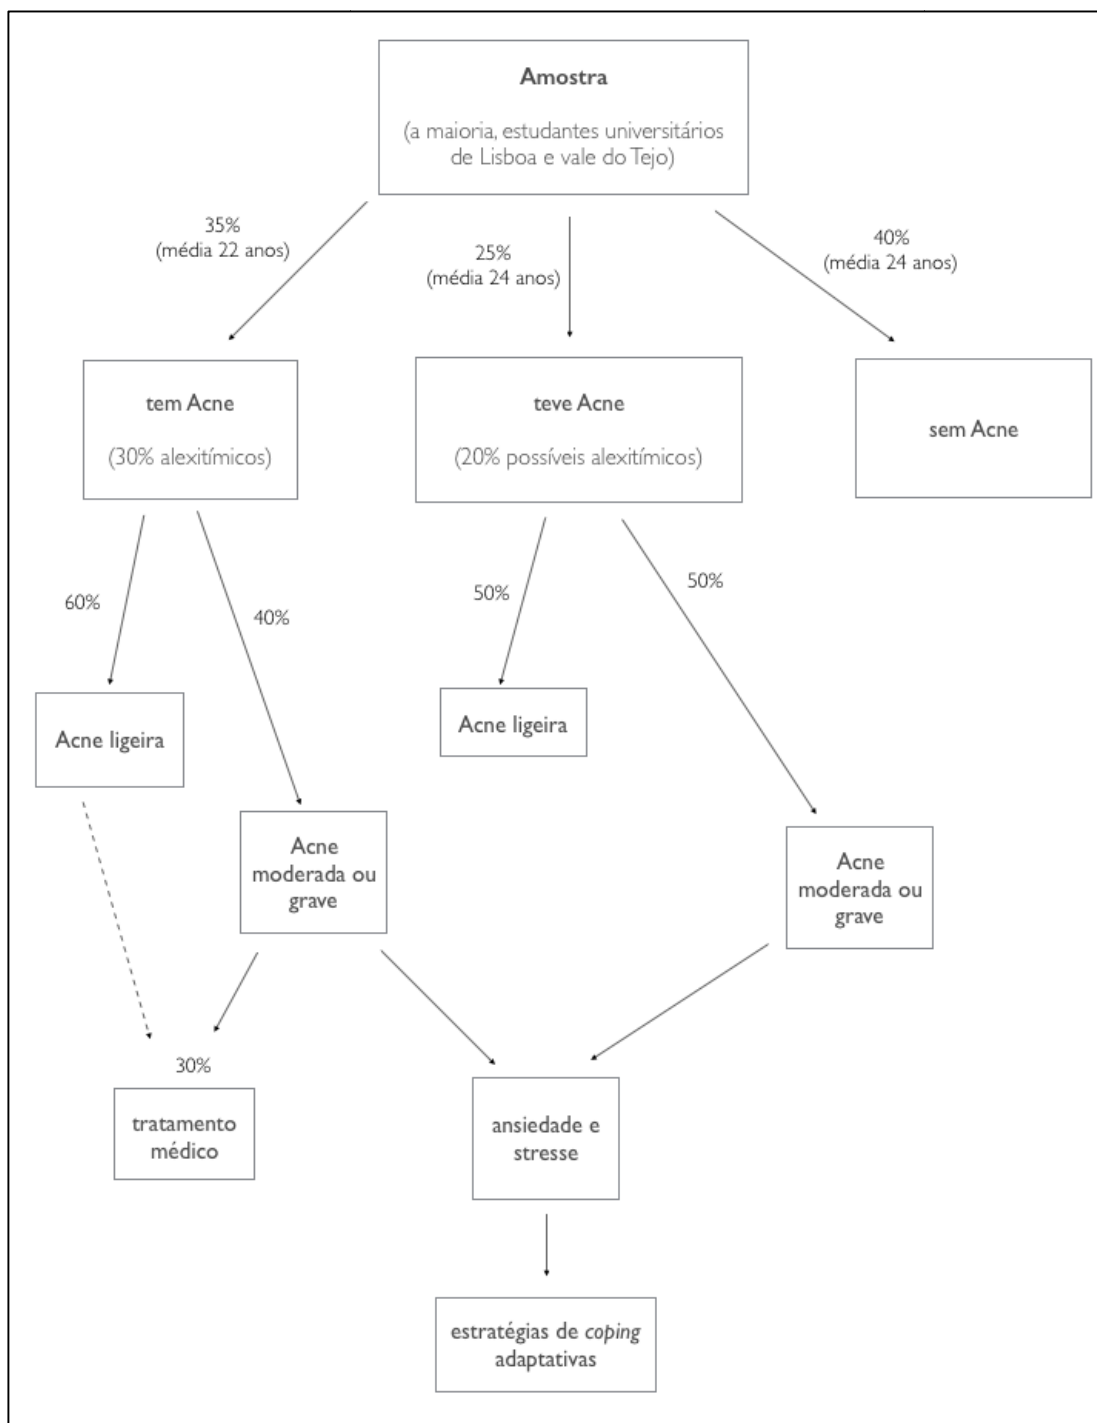 Amostra
(a maioria, estudantes universitários
de Lisboa e vale do Tejo)
35%
(média 22 anos)
25%
(média 24 anos)
40%
(média 24 anos)
tem Acne
(30% alexitímicos)
teve Acne
(20% possíveis alexitímicos)
sem Acne
60%
40%
50%
50%
Acne ligeira
Acne ligeira
Acne
moderada ou
grave
Acne
moderada ou
grave
30%
tratamento
médico
ansiedade e
stresse
estratégias de coping
adaptativas